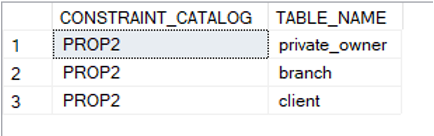 CONSTRAINT_CATALOG TABLE_NAME
1 PROP2 private_owner
2 PROP2 branch
3 PROP2 client